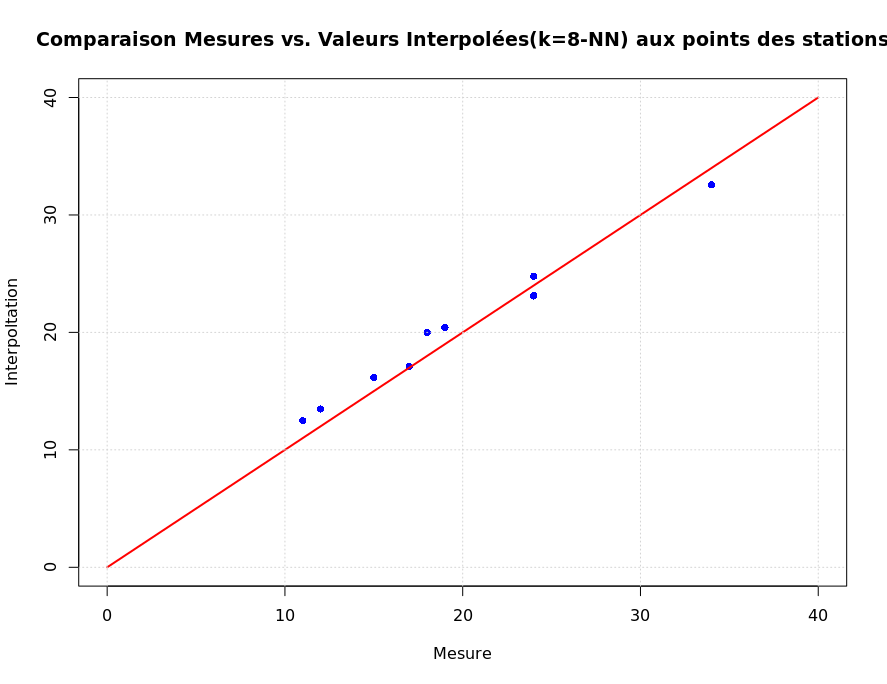 Comparaison Mesures vs. Valeurs Interpolées(k=8-NN) aux points des stations
40
30
20
10
0
Interpoltation
0 10 20 30 40
Mesure